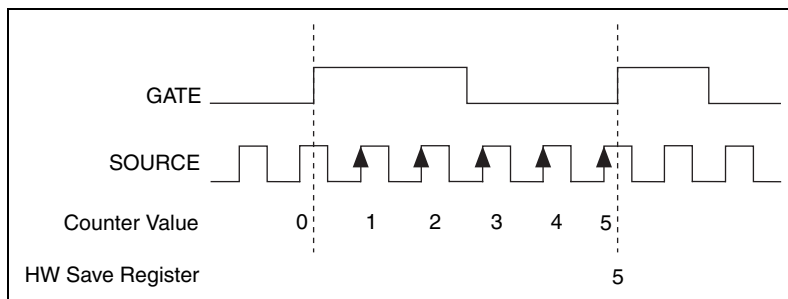 GATE
SOURCE
Counter Value 0 1 2 3 4 5
HW Save Register 5